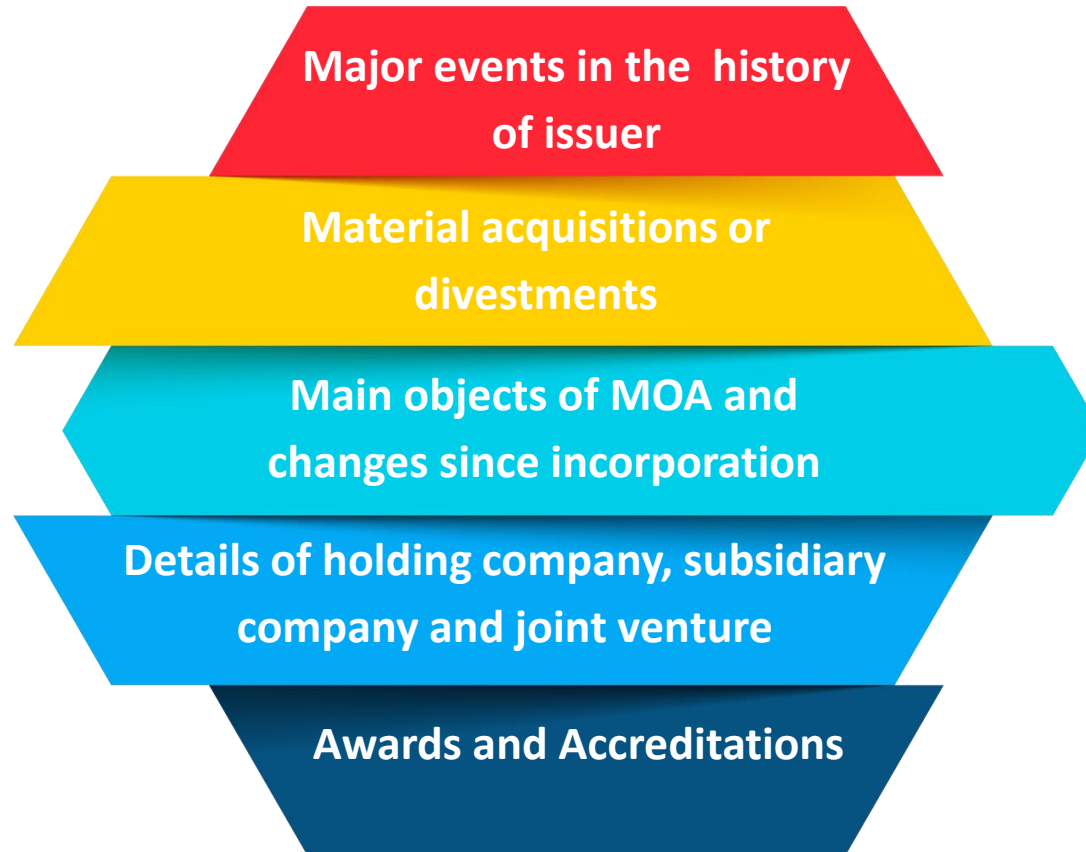 Major events in the history
of issuer
Material acquisitions or
divestments
Main objects of MOA and
changes since incorporation
Details of holding company, subsidiary
company and joint venture
Awards and Accreditations